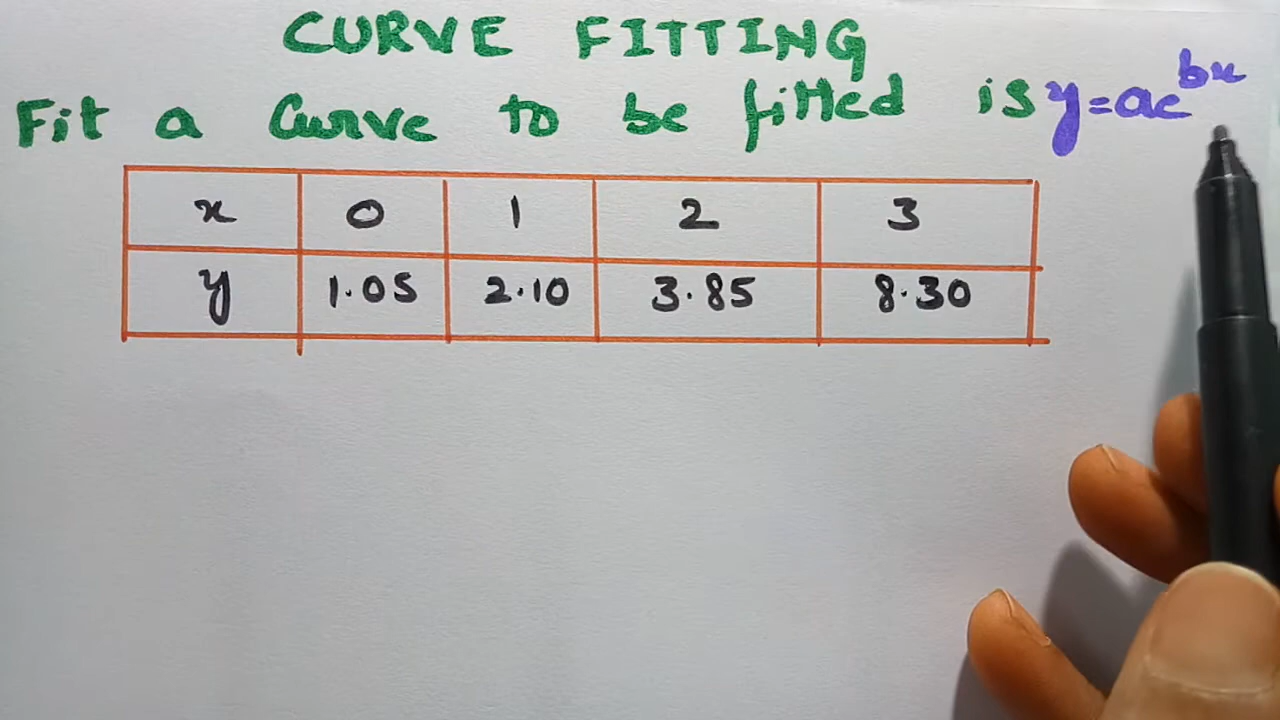 CURVE FITTING
Fit a Curve to be fitted is y=ae^bx
x 0 1 2 3
y 1.05 2.10 3.85 8.30